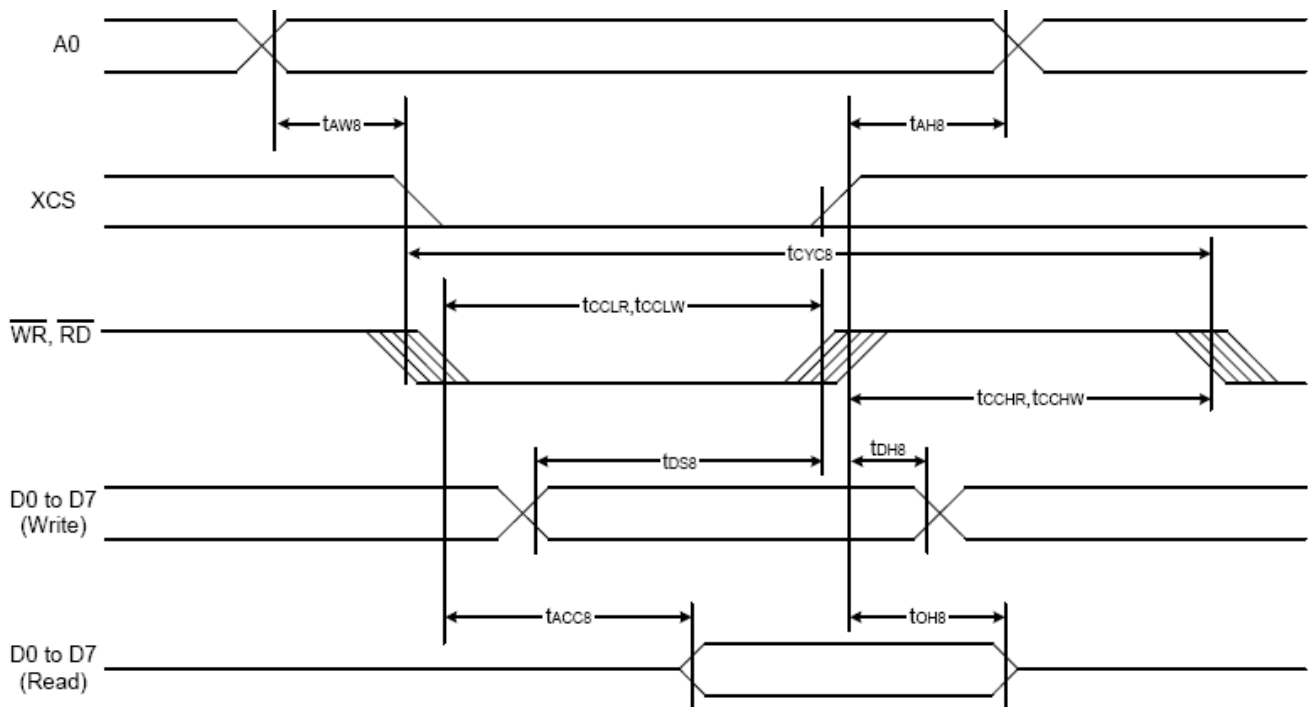 A0
tAW8
tAH8
XCS
tCYC8
tCCLR,tCCLW
WR, RD
tCCHR,tCCHW
tDS8
tDH8
D0 to D7
(Write)
tACC8
tOH8
D0 to D7
(Read)